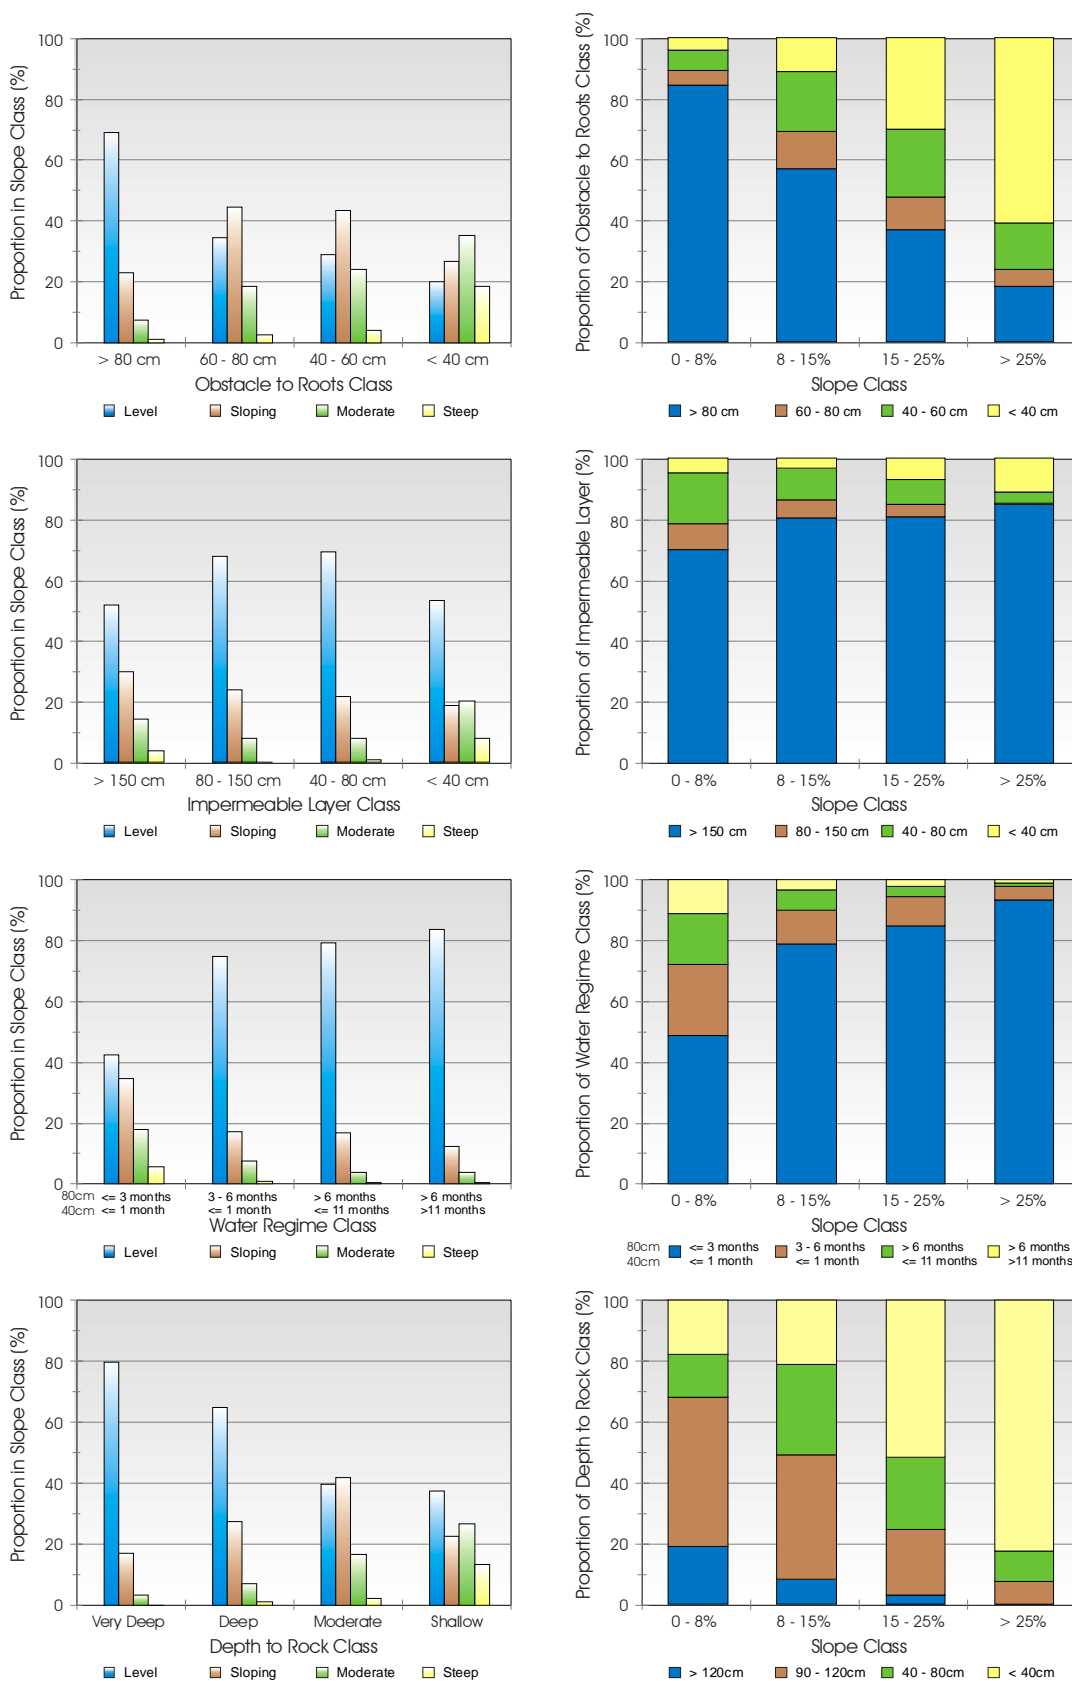 Proportion in Slope Class (%)
100
80
60
40
20
0
> 80 cm 60 - 80 cm 40 - 60 cm < 40 cm
Obstacle to Roots Class
Level Sloping Moderate Steep
Proportion of Obstacle to Roots Class (%)
100
80
60
40
20
0
0 - 8% 8 - 15% 15 - 25% > 25%
Slope Class
> 80 cm 60 - 80 cm 40 - 60 cm < 40 cm
Proportion in Slope Class (%)
100
80
60
40
20
0
> 150 cm 80 - 150 cm 40 - 80 cm < 40 cm
Impermeable Layer Class
Level Sloping Moderate Steep
Proportion of Impermeable Layer (%)
100
80
60
40
20
0
0 - 8% 8 - 15% 15 - 25% > 25%
Slope Class
> 150 cm 80 - 150 cm 40 - 80 cm < 40 cm
Proportion in Slope Class (%)
100
80
60
40
20
0
80cm <= 3 months 3 - 6 months > 6 months > 6 months
40cm <= 1 month <= 1 month <= 11 months >11 months
Water Regime Class
Level Sloping Moderate Steep
Proportion of Water Regime Class (%)
100
80
60
40
20
0
0 - 8% 8 - 15% 15 - 25% > 25%
Slope Class
80cm <= 3 months 3 - 6 months > 6 months > 6 months
40cm <= 1 month <= 1 month <= 11 months >11 months
Proportion in Slope Class (%)
100
80
60
40
20
0
Very Deep Deep Moderate Shallow
Depth to Rock Class
Level Sloping Moderate Steep
Proportion of Depth to Rock Class (%)
100
80
60
40
20
0
0 - 8% 8 - 15% 15 - 25% > 25%
Slope Class
> 120cm 90 - 120cm 40 - 80cm < 40cm